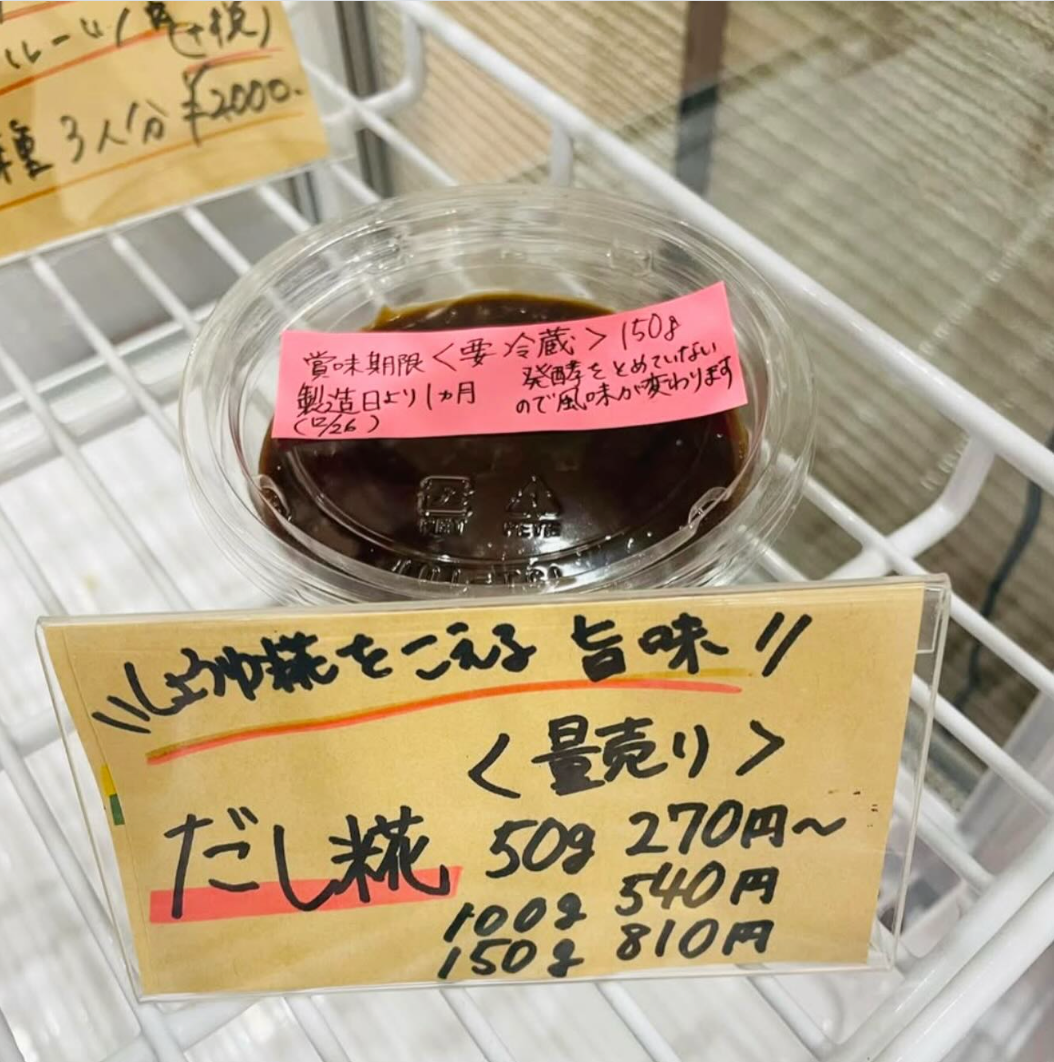 (+税)
種 3人分 ¥2000.
賞味期限<要冷蔵>150g
製造日より1ヵ月
(12/26)
発酵をとめていない
ので風味が変わります
\\しょうゆ糀をこえる旨味//
<量売り>
だし糀 50g 270円~
100g 540円
150g 810円